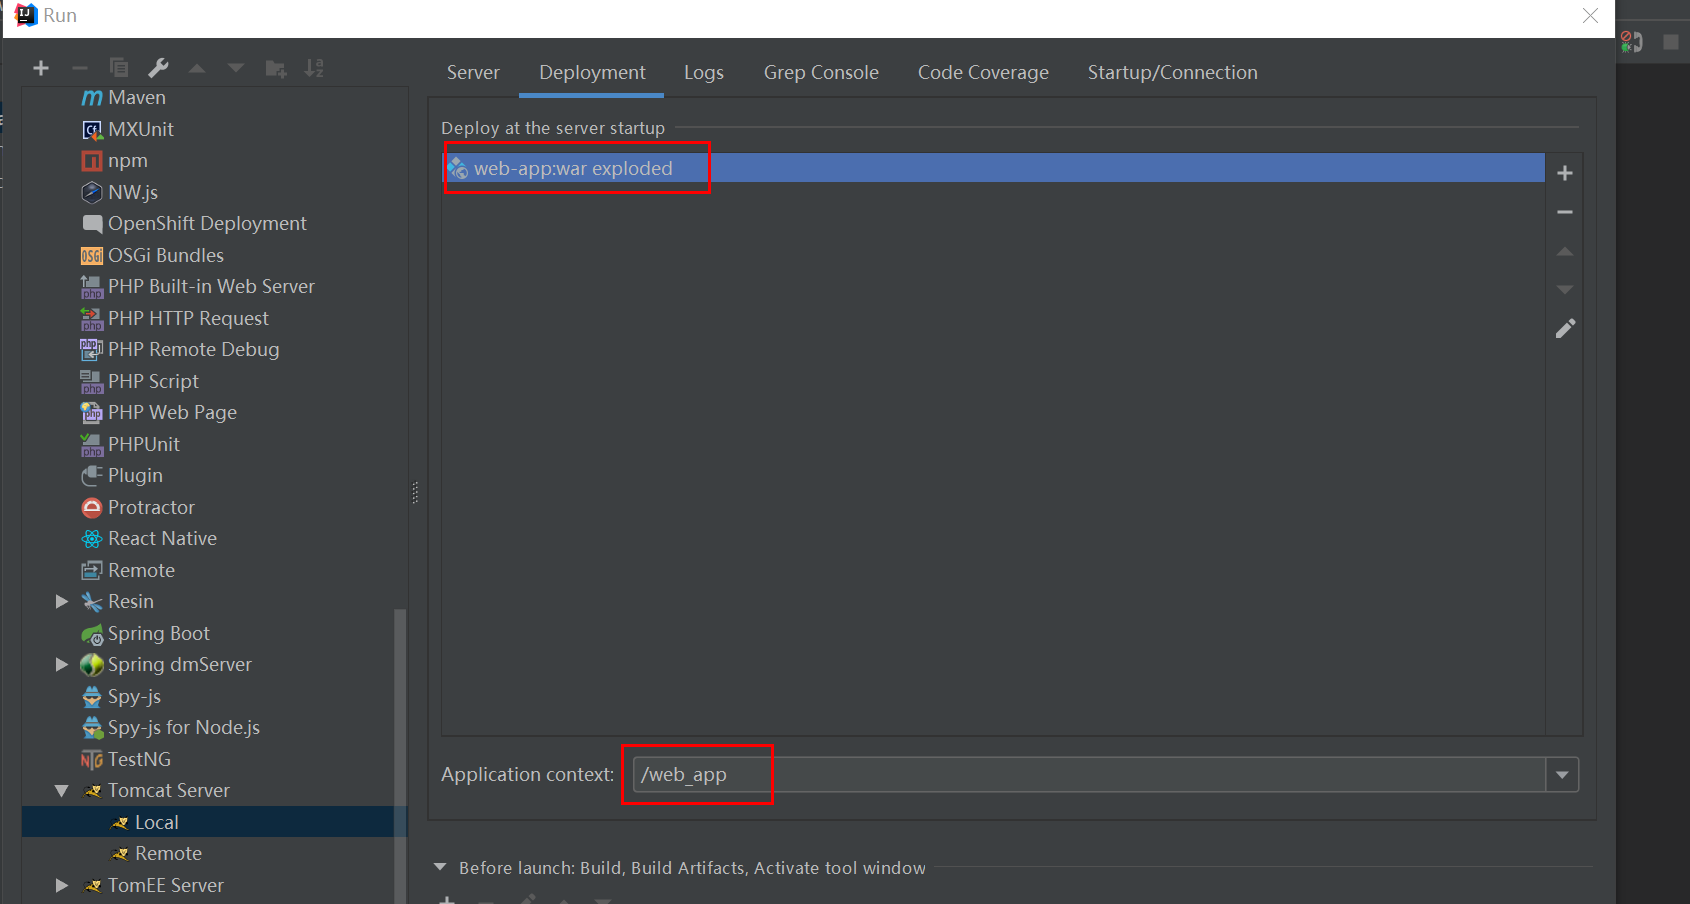 Run
Server Deployment Logs Grep Console Code Coverage Startup/Connection
Maven
MXUnit
npm
NW.js
OpenShift Deployment
OSGi Bundles
PHP Built-in Web Server
PHP HTTP Request
PHP Remote Debug
PHP Script
PHP Web Page
PHPUnit
Plugin
Protractor
React Native
Remote
Resin
Spring Boot
Spring dmServer
Spy-js
Spy-js for Node.js
TestNG
Tomcat Server
Local
Remote
TomEE Server
Deploy at the server startup
web-app:war exploded
Application context: /web_app
Before launch: Build, Build Artifacts, Activate tool window